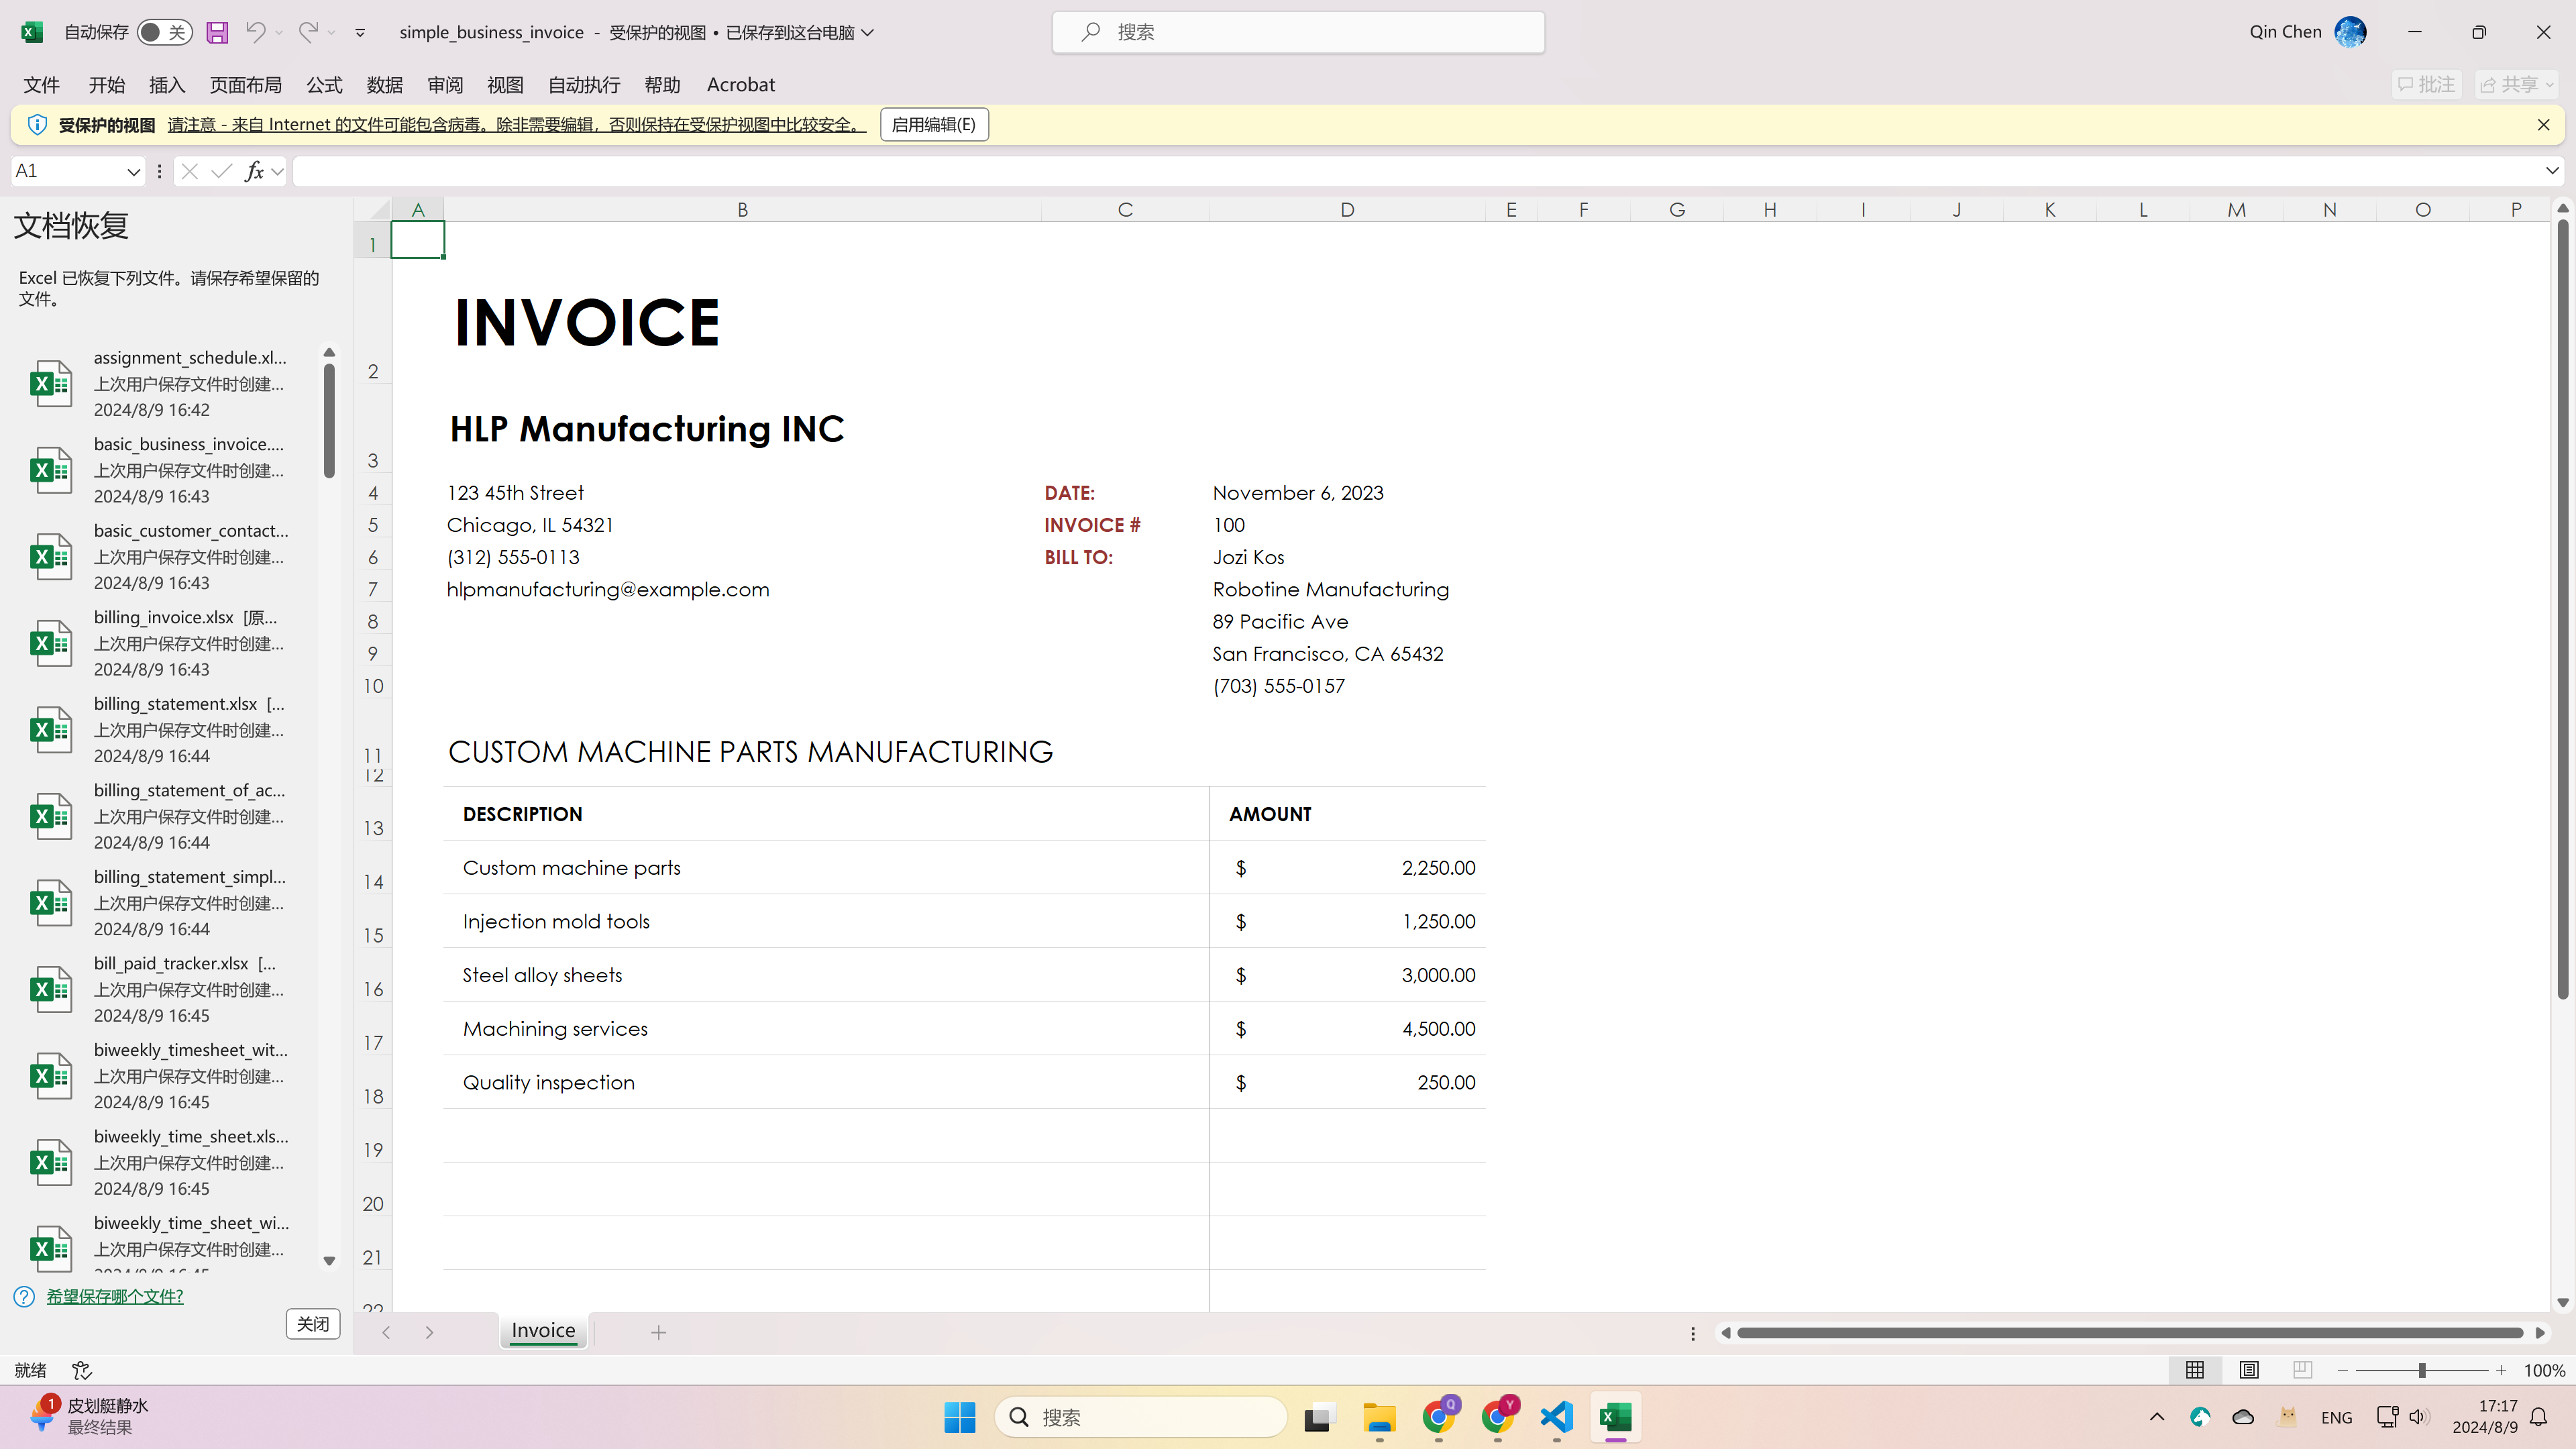 自动保存 关 simple_business_invoice - 受保护的视图 • 已保存到这台电脑 搜索 Qin Chen
文件 开始 插入 页面布局 公式 数据 审阅 视图 自动执行 帮助 Acrobat 批注 共享
受保护的视图 请注意 - 来自 Internet 的文件可能包含病毒。除非需要编辑，否则保持在受保护视图中比较安全。 启用编辑(E)
A1 fx
文档恢复
Excel 已恢复下列文件。请保存希望保留的
文件。
assignment_schedule.xl...
上次用户保存文件时创建...
2024/8/9 16:42
basic_business_invoice....
上次用户保存文件时创建...
2024/8/9 16:43
basic_customer_contact...
上次用户保存文件时创建...
2024/8/9 16:43
billing_invoice.xlsx [原...
上次用户保存文件时创建...
2024/8/9 16:43
billing_statement.xlsx [...
上次用户保存文件时创建...
2024/8/9 16:44
billing_statement_of_ac...
上次用户保存文件时创建...
2024/8/9 16:44
billing_statement_simpl...
上次用户保存文件时创建...
2024/8/9 16:44
bill_paid_tracker.xlsx [...
上次用户保存文件时创建...
2024/8/9 16:45
biweekly_timesheet_wit...
上次用户保存文件时创建...
2024/8/9 16:45
biweekly_time_sheet.xls...
上次用户保存文件时创建...
2024/8/9 16:45
biweekly_time_sheet_wi...
上次用户保存文件时创建...
希望保存哪个文件?
关闭
A B C D E F G H I J K L M N O P
1
2 INVOICE
3 HLP Manufacturing INC
4 123 45th Street DATE: November 6, 2023
5 Chicago, IL 54321 INVOICE # 100
6 (312) 555-0113 BILL TO: Jozi Kos
7 hlpmanufacturing@example.com Robotine Manufacturing
8 89 Pacific Ave
9 San Francisco, CA 65432
10 (703) 555-0157
11 CUSTOM MACHINE PARTS MANUFACTURING
12
13 DESCRIPTION AMOUNT
14 Custom machine parts $ 2,250.00
15 Injection mold tools $ 1,250.00
16 Steel alloy sheets $ 3,000.00
17 Machining services $ 4,500.00
18 Quality inspection $ 250.00
19
20
21
22
Invoice
就绪 100%
1 皮划艇静水
最终结果
搜索
Q Y
ENG
17:17
2024/8/9